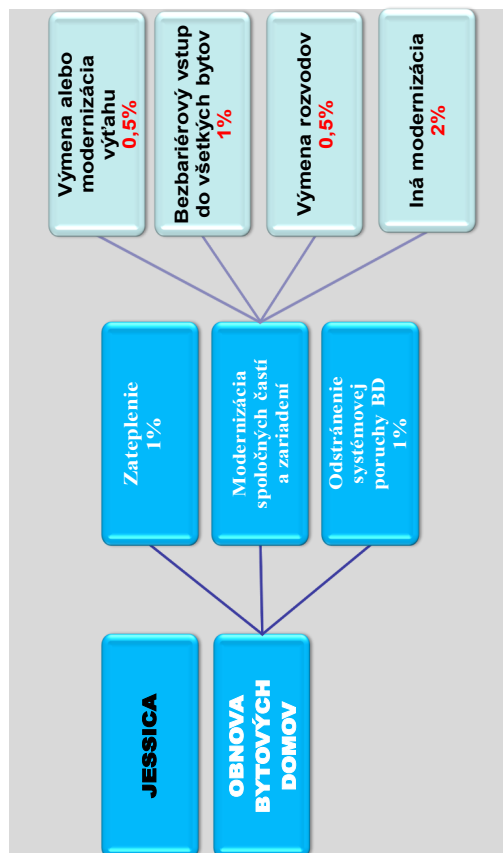 JESSICA
OBNOVA
BYTOVÝCH
DOMOV
Zateplenie
1%
Modernizácia
spoločných častí
a zariadení
Odstránenie
systémovej
poruchy BD
1%
Výmena alebo
modernizácia
výťahu
0,5%
Bezbariérový vstup
do všetkých bytov
1%
Výmena rozvodov
0,5%
Iná modernizácia
2%